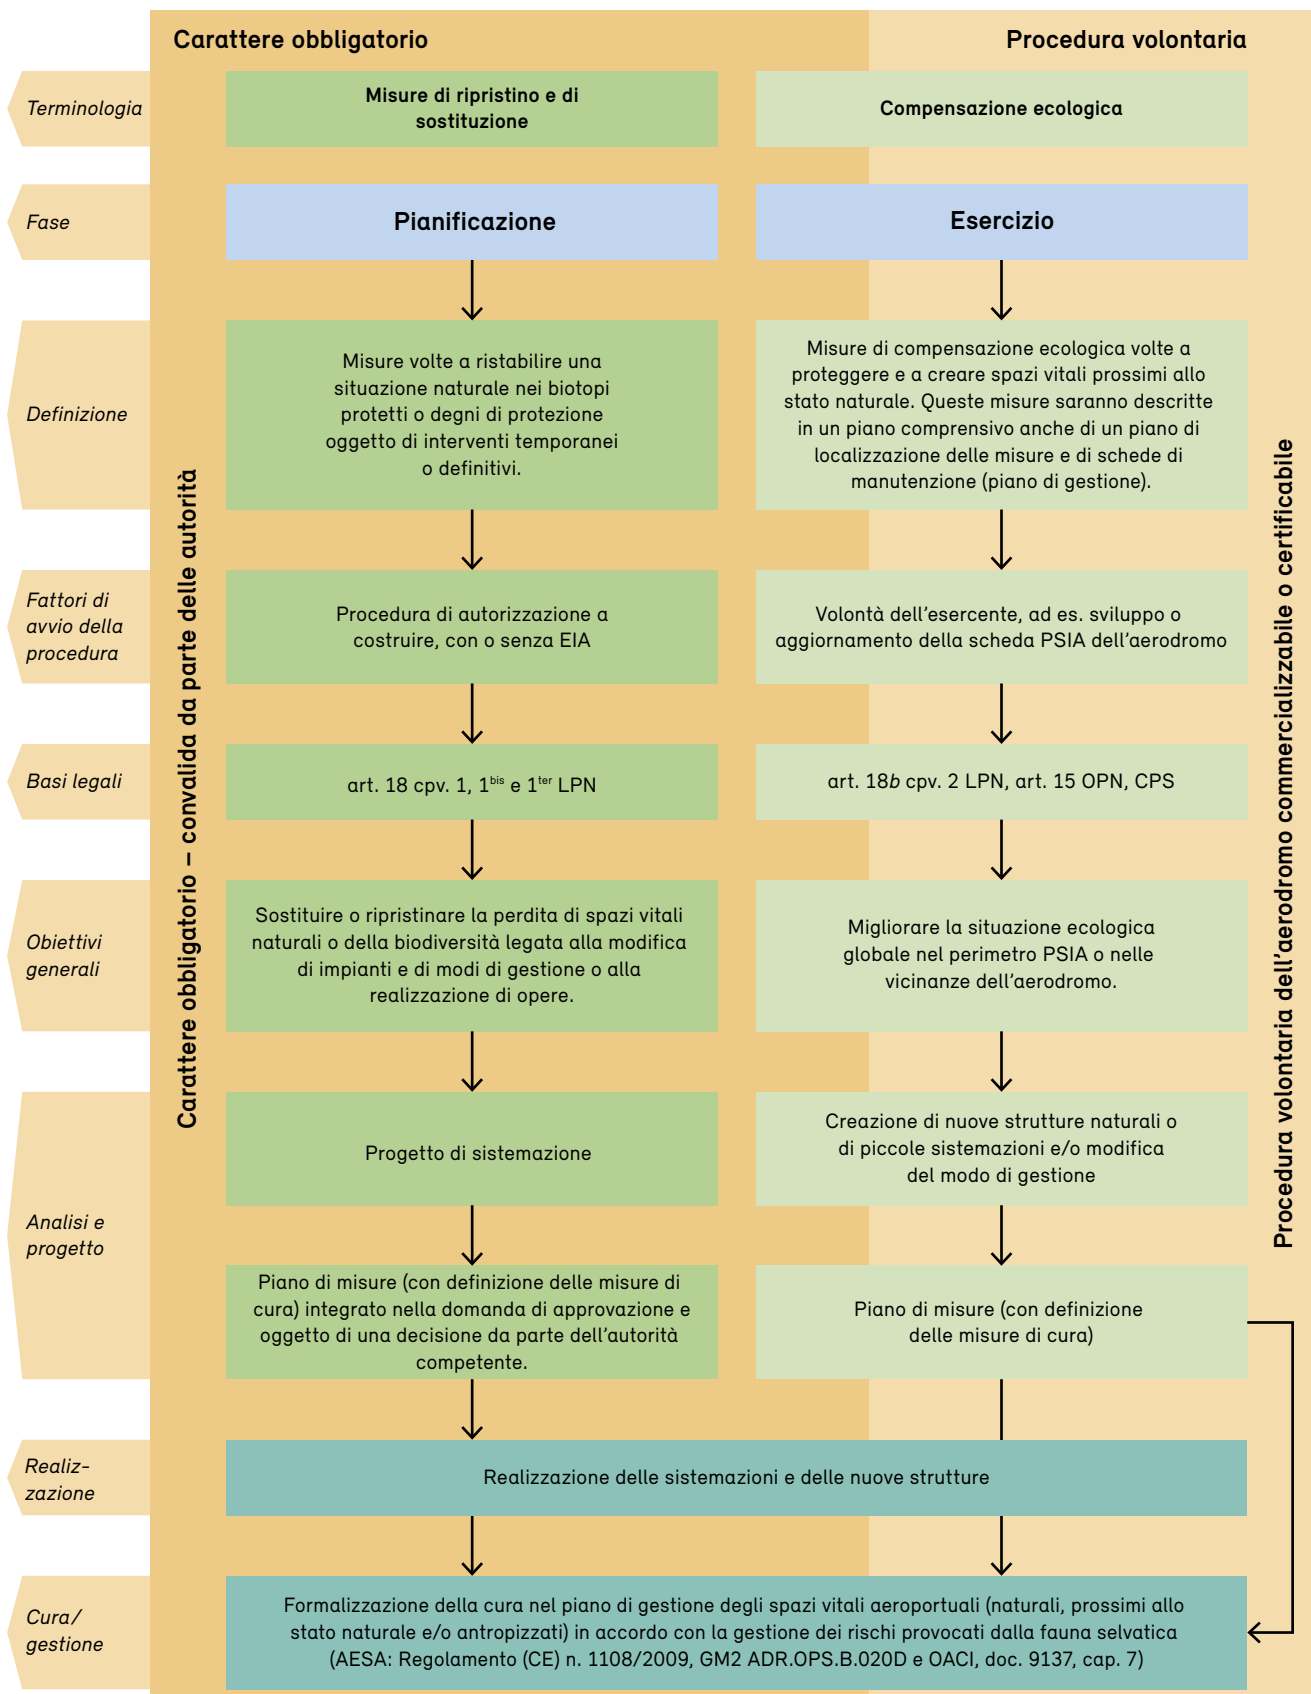 Carattere obbligatorio
Procedura volontaria
Terminologia
Misure di ripristino e di
sostituzione
Compensazione ecologica
Fase
Pianificazione
Esercizio
Definizione
Misure volte a ristabilire una
situazione naturale nei biotopi
protetti o degni di protezione
oggetto di interventi temporanei
o definitivi.
Misure di compensazione ecologica volte a
proteggere e a creare spazi vitali prossimi allo
stato naturale. Queste misure saranno descritte
in un piano comprensivo anche di un piano di
localizzazione delle misure e di schede di
manutenzione (piano di gestione).
Fattori di
avvio della
procedura
Procedura di autorizzazione a
costruire, con o senza EIA
Volontà dell'esercente, ad es. sviluppo o
aggiornamento della scheda PSIA dell'aerodromo
Basi legali
art. 18 cpv. 1, 1bis e 1ter LPN
art. 18b cpv. 2 LPN, art. 15 OPN, CPS
Obiettivi
generali
Sostituire o ripristinare la perdita di spazi vitali
naturali o della biodiversità legata alla modifica
di impianti e di modi di gestione o alla
realizzazione di opere.
Migliorare la situazione ecologica
globale nel perimetro PSIA o nelle
vicinanze dell'aerodromo.
Analisi e
progetto
Progetto di sistemazione
Creazione di nuove strutture naturali o
di piccole sistemazioni e/o modifica
del modo di gestione
Piano di misure (con definizione delle misure di
cura) integrato nella domanda di approvazione e
oggetto di una decisione da parte dell'autorità
competente.
Piano di misure (con definizione
delle misure di cura)
Realiz-
zazione
Realizzazione delle sistemazioni e delle nuove strutture
Cura/
gestione
Formalizzazione della cura nel piano di gestione degli spazi vitali aeroportuali (naturali, prossimi allo
stato naturale e/o antropizzati) in accordo con la gestione dei rischi provocati dalla fauna selvatica
(AESA: Regolamento (CE) n. 1108/2009, GM2 ADR.OPS.B.020D e OACI, doc. 9137, cap. 7)
Carattere obbligatorio – convalida da parte delle autorità
Procedura volontaria dell'aerodromo commercializzabile o certificabile